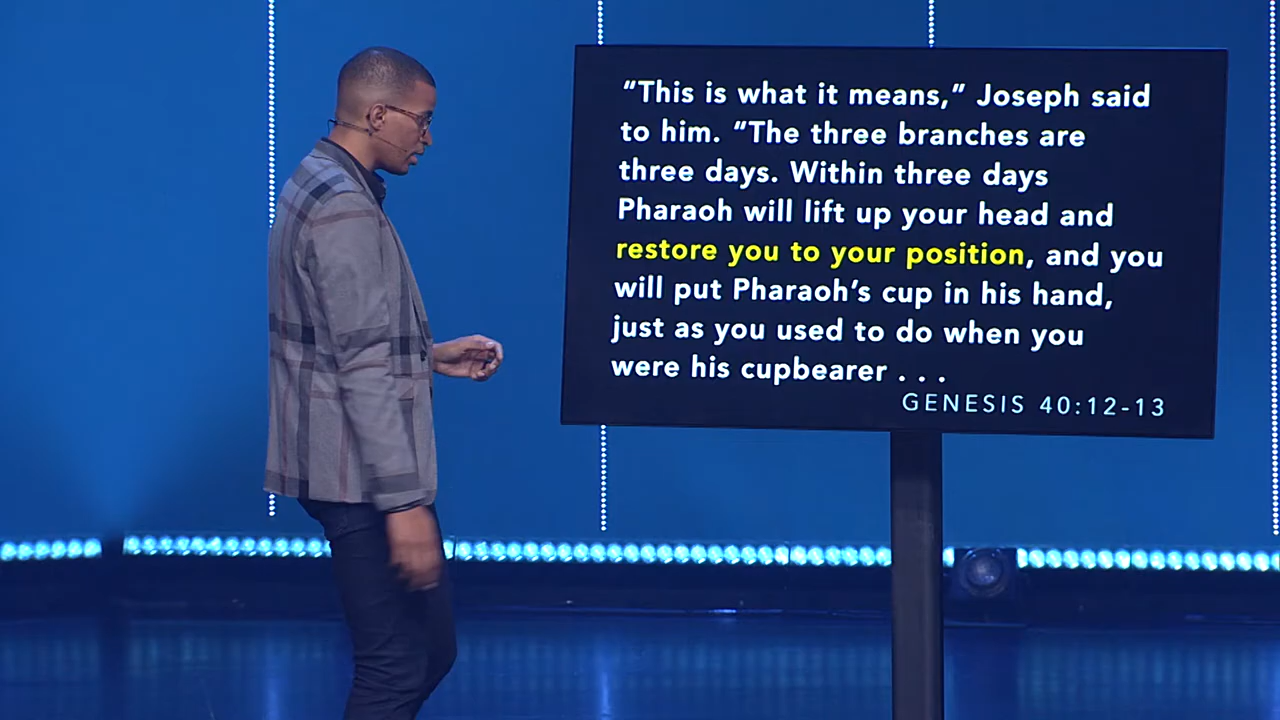 “This is what it means,” Joseph said
to him. “The three branches are
three days. Within three days
Pharaoh will lift up your head and
restore you to your position, and you
will put Pharaoh’s cup in his hand,
just as you used to do when you
were his cupbearer . . .
GENESIS 40:12-13